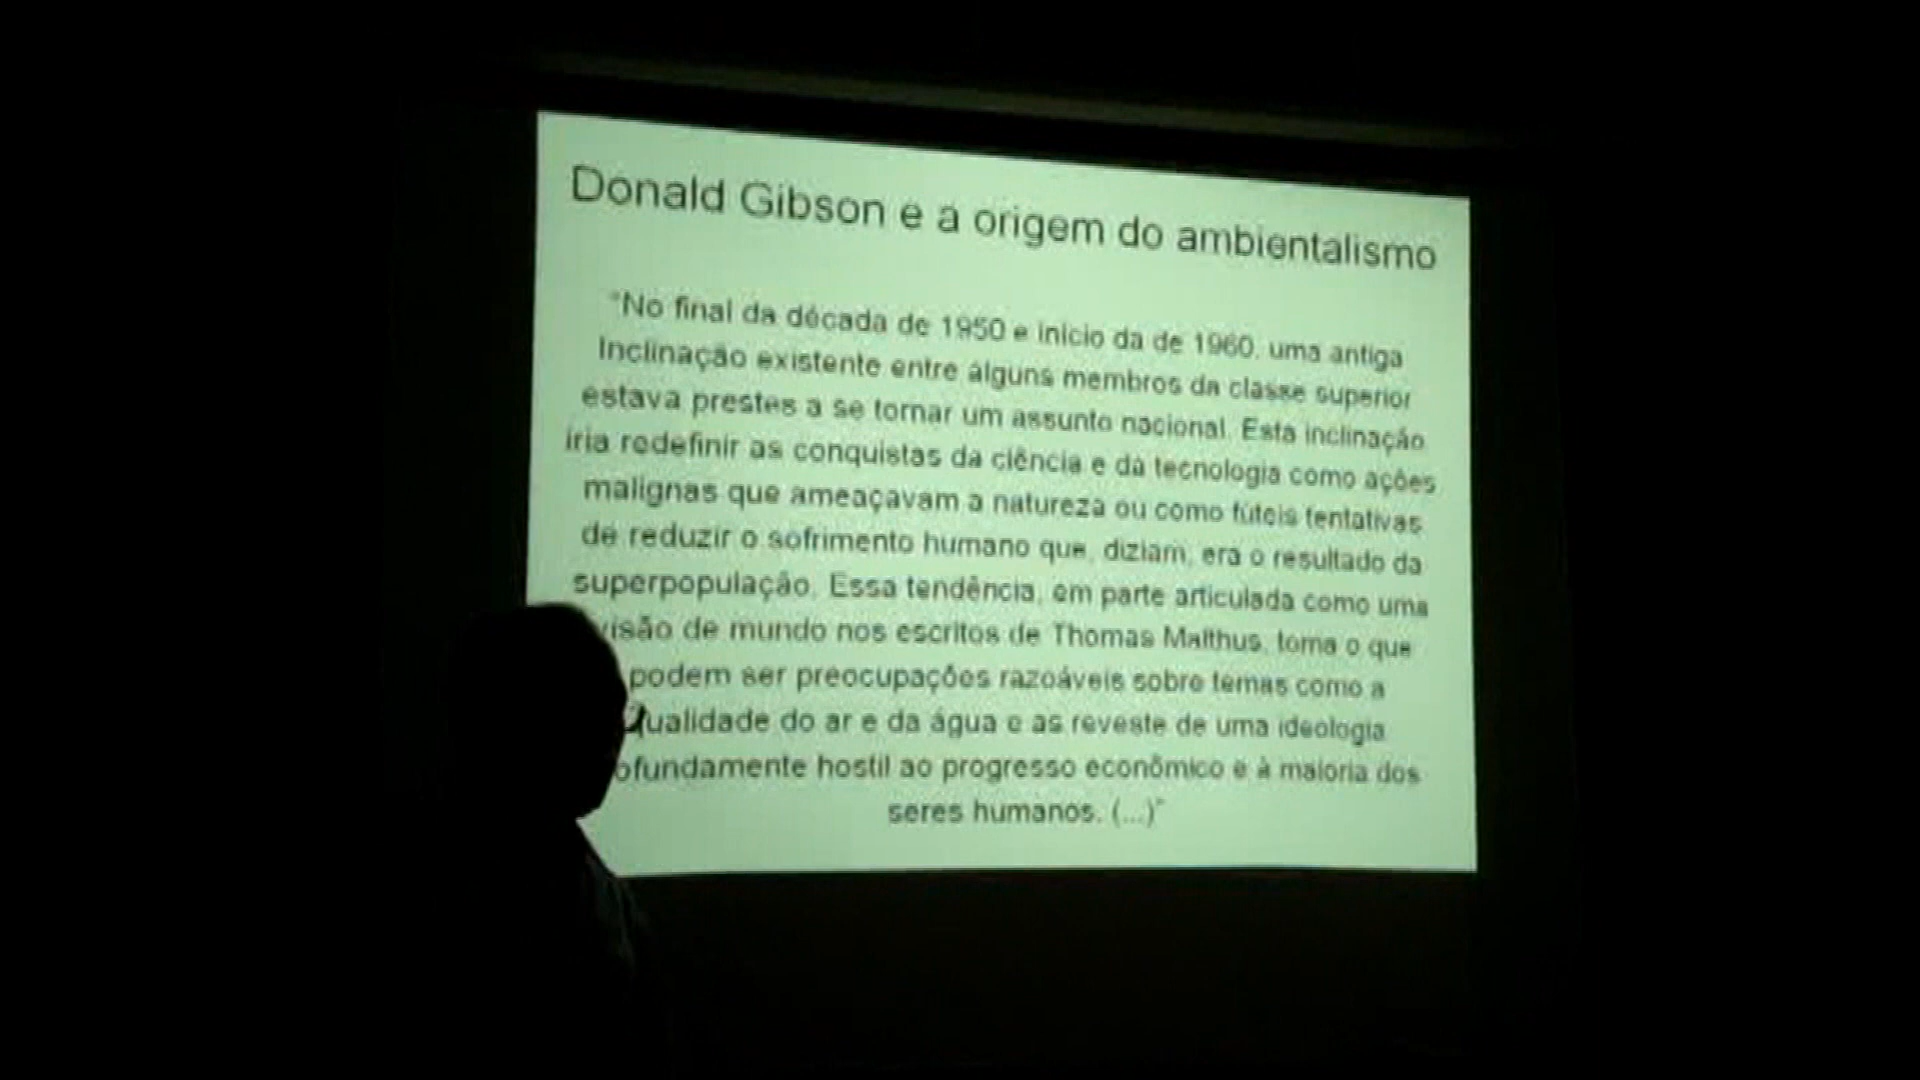 Donald Gibson e a origem do ambientalismo
"No final da década de 1950 e início da de 1960, uma antiga
Inclinação existente entre alguns membros da classe superior
estava prestes a se tornar um assunto nacional. Esta inclinação
iria redefinir as conquistas da ciência e da tecnologia como ações
malignas que ameaçavam a natureza ou como fúteis tentativas
de reduzir o sofrimento humano que, diziam, era o resultado da
superpopulação. Essa tendência, em parte articulada como uma
visão de mundo nos escritos de Thomas Malthus, toma o que
podem ser preocupações razoáveis sobre temas como a
qualidade do ar e da água e as reveste de uma ideologia
ofundamente hostil ao progresso econômico e à maioria dos
seres humanos. (...)"